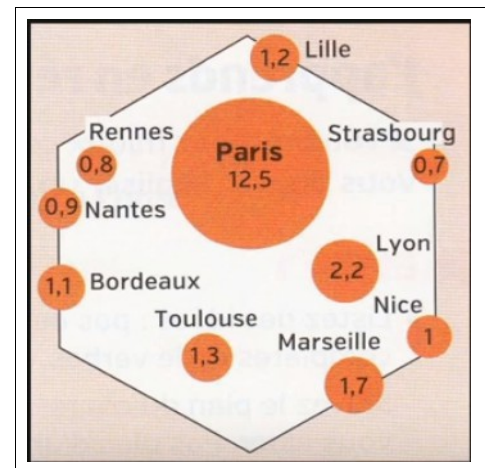 1,2 Lille
Rennes
0,8
Paris
12,5
Strasbourg
0,7
0,9 Nantes
Lyon
2,2
1,1 Bordeaux
Nice
1
Toulouse
1,3
Marseille
1,7